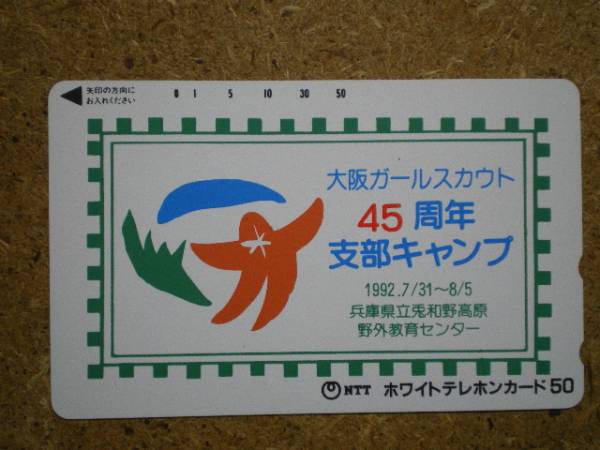 矢印の方向に
お入れください
0 1 5 10 30 50
大阪ガールスカウト
45周年
支部キャンプ
1992.7/31~8/5
兵庫県立兎和野高原
野外教育センター
NTT ホワイトテレホンカード50